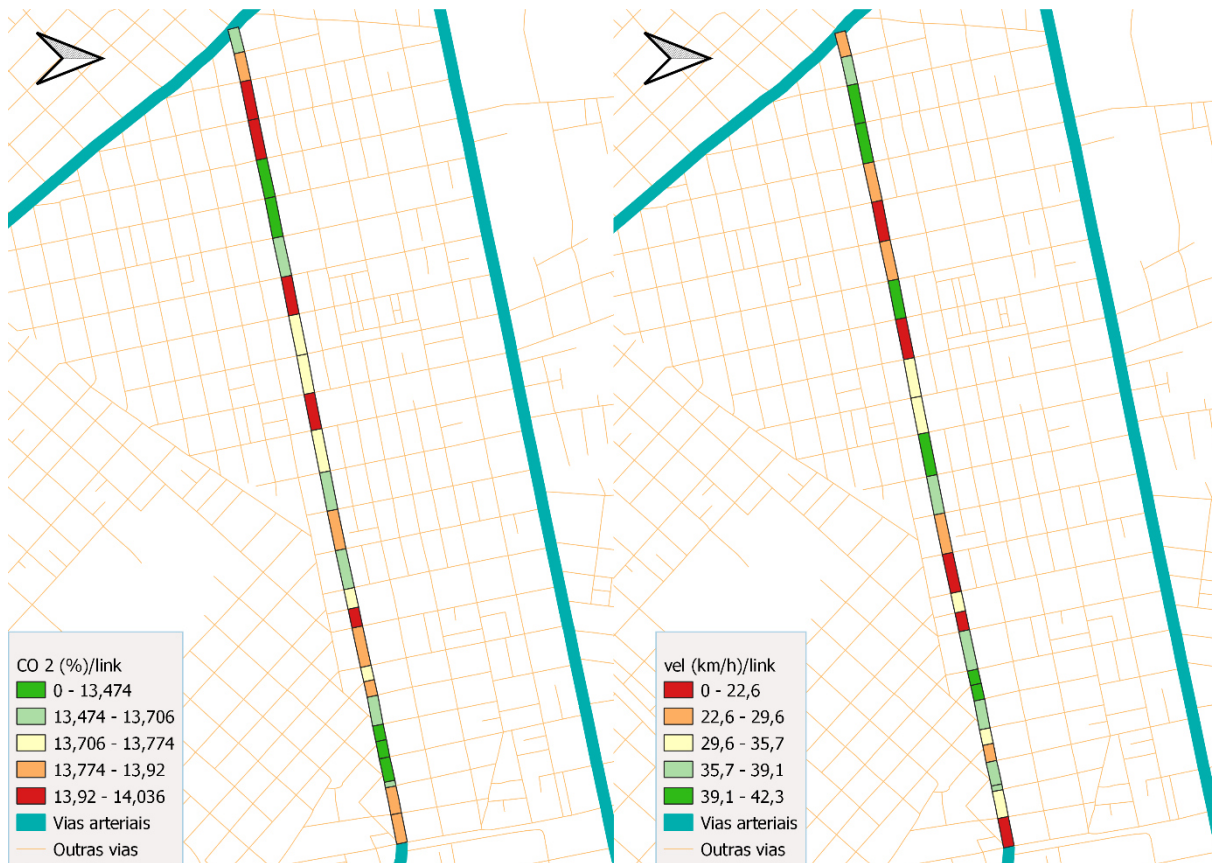 CO 2 (%)/link
0 - 13,474
13,474 - 13,706
13,706 - 13,774
13,774 - 13,92
13,92 - 14,036
Vias arteriais
Outras vias
vel (km/h)/link
0 - 22,6
22,6 - 29,6
29,6 - 35,7
35,7 - 39,1
39,1 - 42,3
Vias arteriais
Outras vias